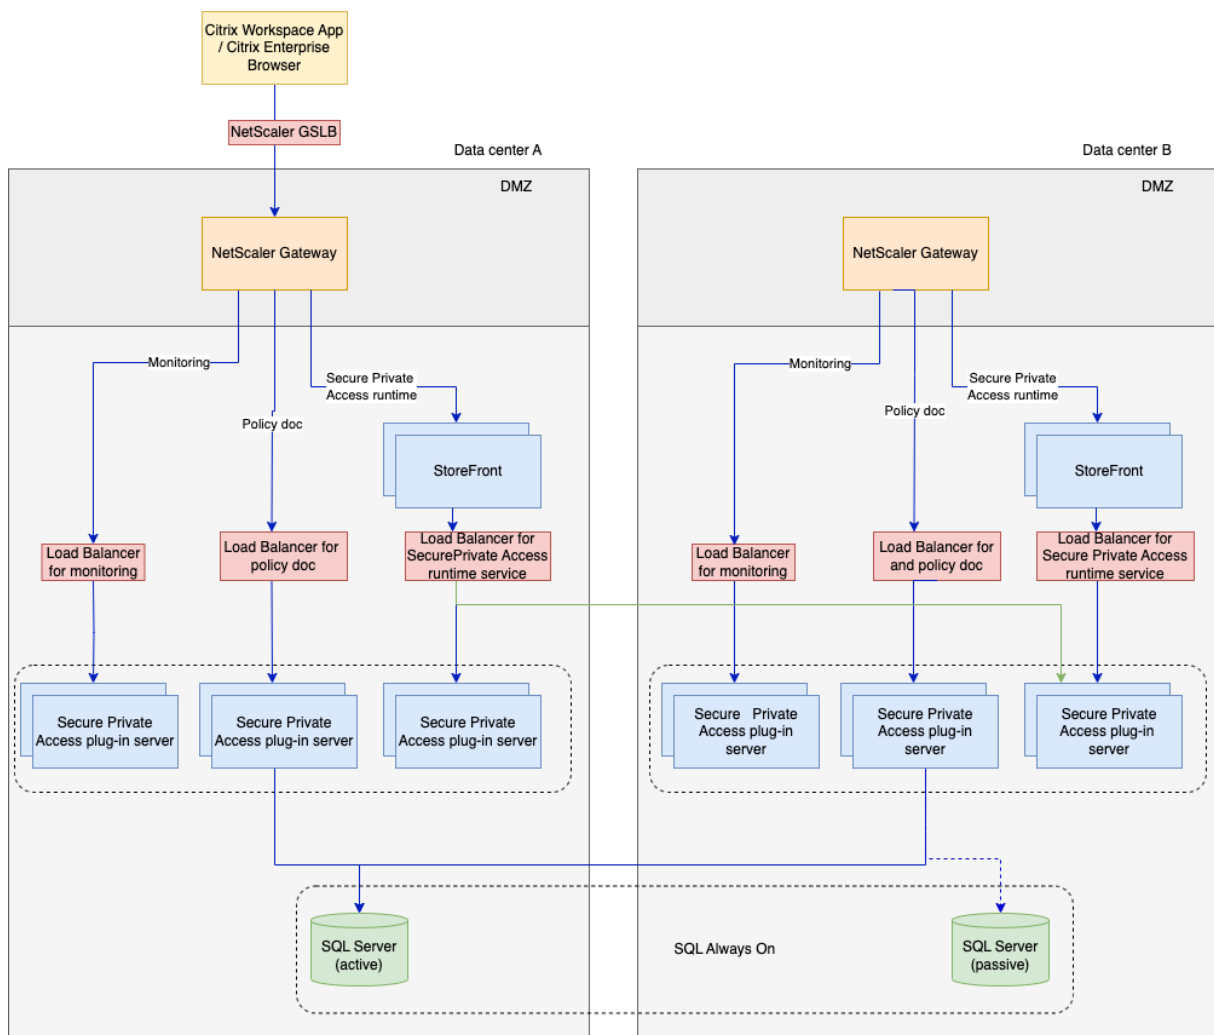 Citrix Workspace App
/ Citrix Enterprise
Browser
NetScaler GSLB
Data center A
Data center B
DMZ
DMZ
NetScaler Gateway
NetScaler Gateway
Monitoring
Secure Private
Access runtime
Policy doc
Monitoring
Secure Private
Access runtime
Policy doc
StoreFront
StoreFront
Load Balancer
for monitoring
Load Balancer for
policy doc
Load Balancer for
SecurePrivate Access
runtime service
Load Balancer
for monitoring
Load Balancer for
and policy doc
Load Balancer for
Secure Private Access
runtime service
Secure Private
Access plug-in server
Secure Private
Access plug-in server
Secure Private
Access plug-in server
Secure Private
Access plug-in
server
Secure Private
Access plug-in
server
Secure Private
Access plug-in
server
SQL Server
(active)
SQL Always On
SQL Server
(passive)